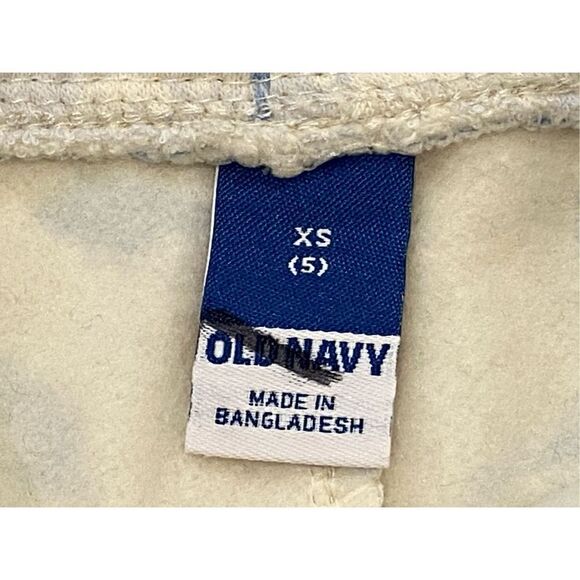 XS
(5)
OLD NAVY
MADE IN
BANGLADESH